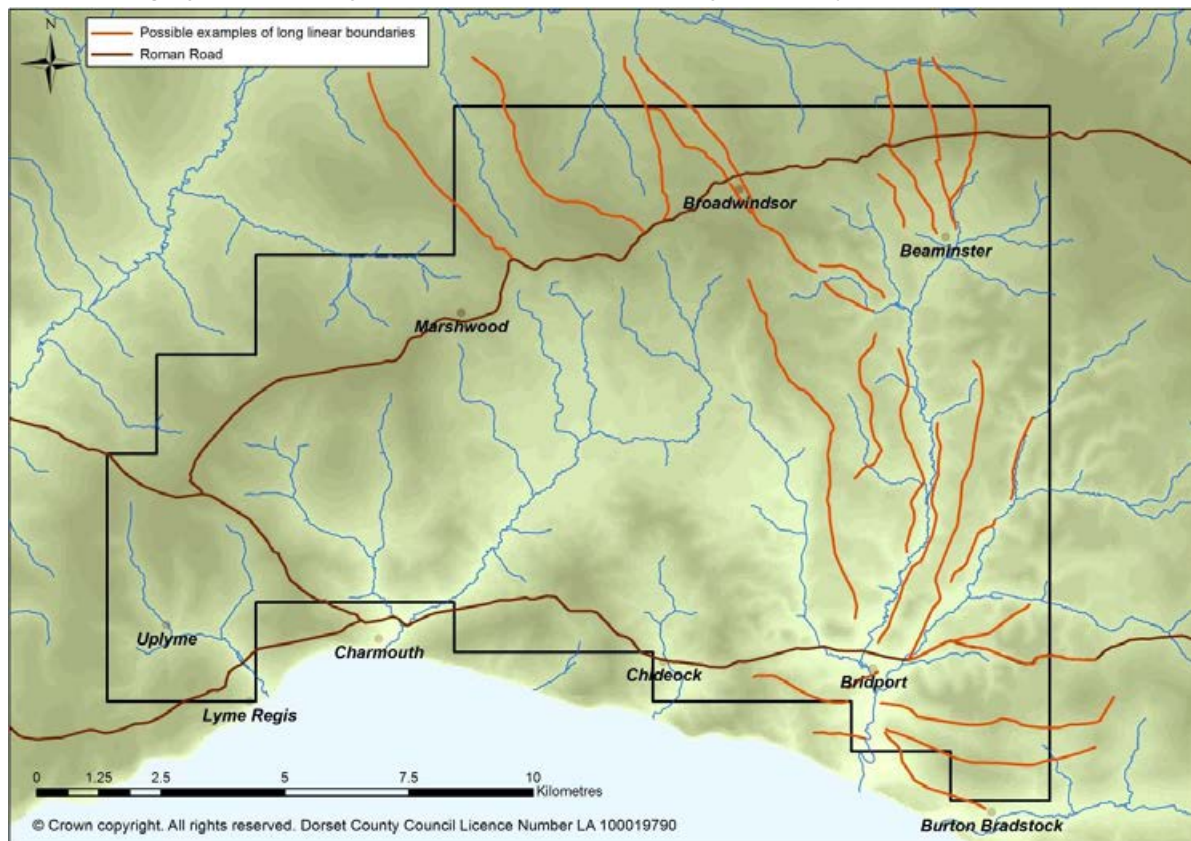 N
Possible examples of long linear boundaries
Roman Road
Broadwindsor
Beaminster
Marshwood
Uplyme
Charmouth
Chideock
Bridport
Lyme Regis
0 1.25 2.5 5 7.5 10
Kilometres
Burton Bradstock
© Crown copyright. All rights reserved. Dorset County Council Licence Number LA 100019790